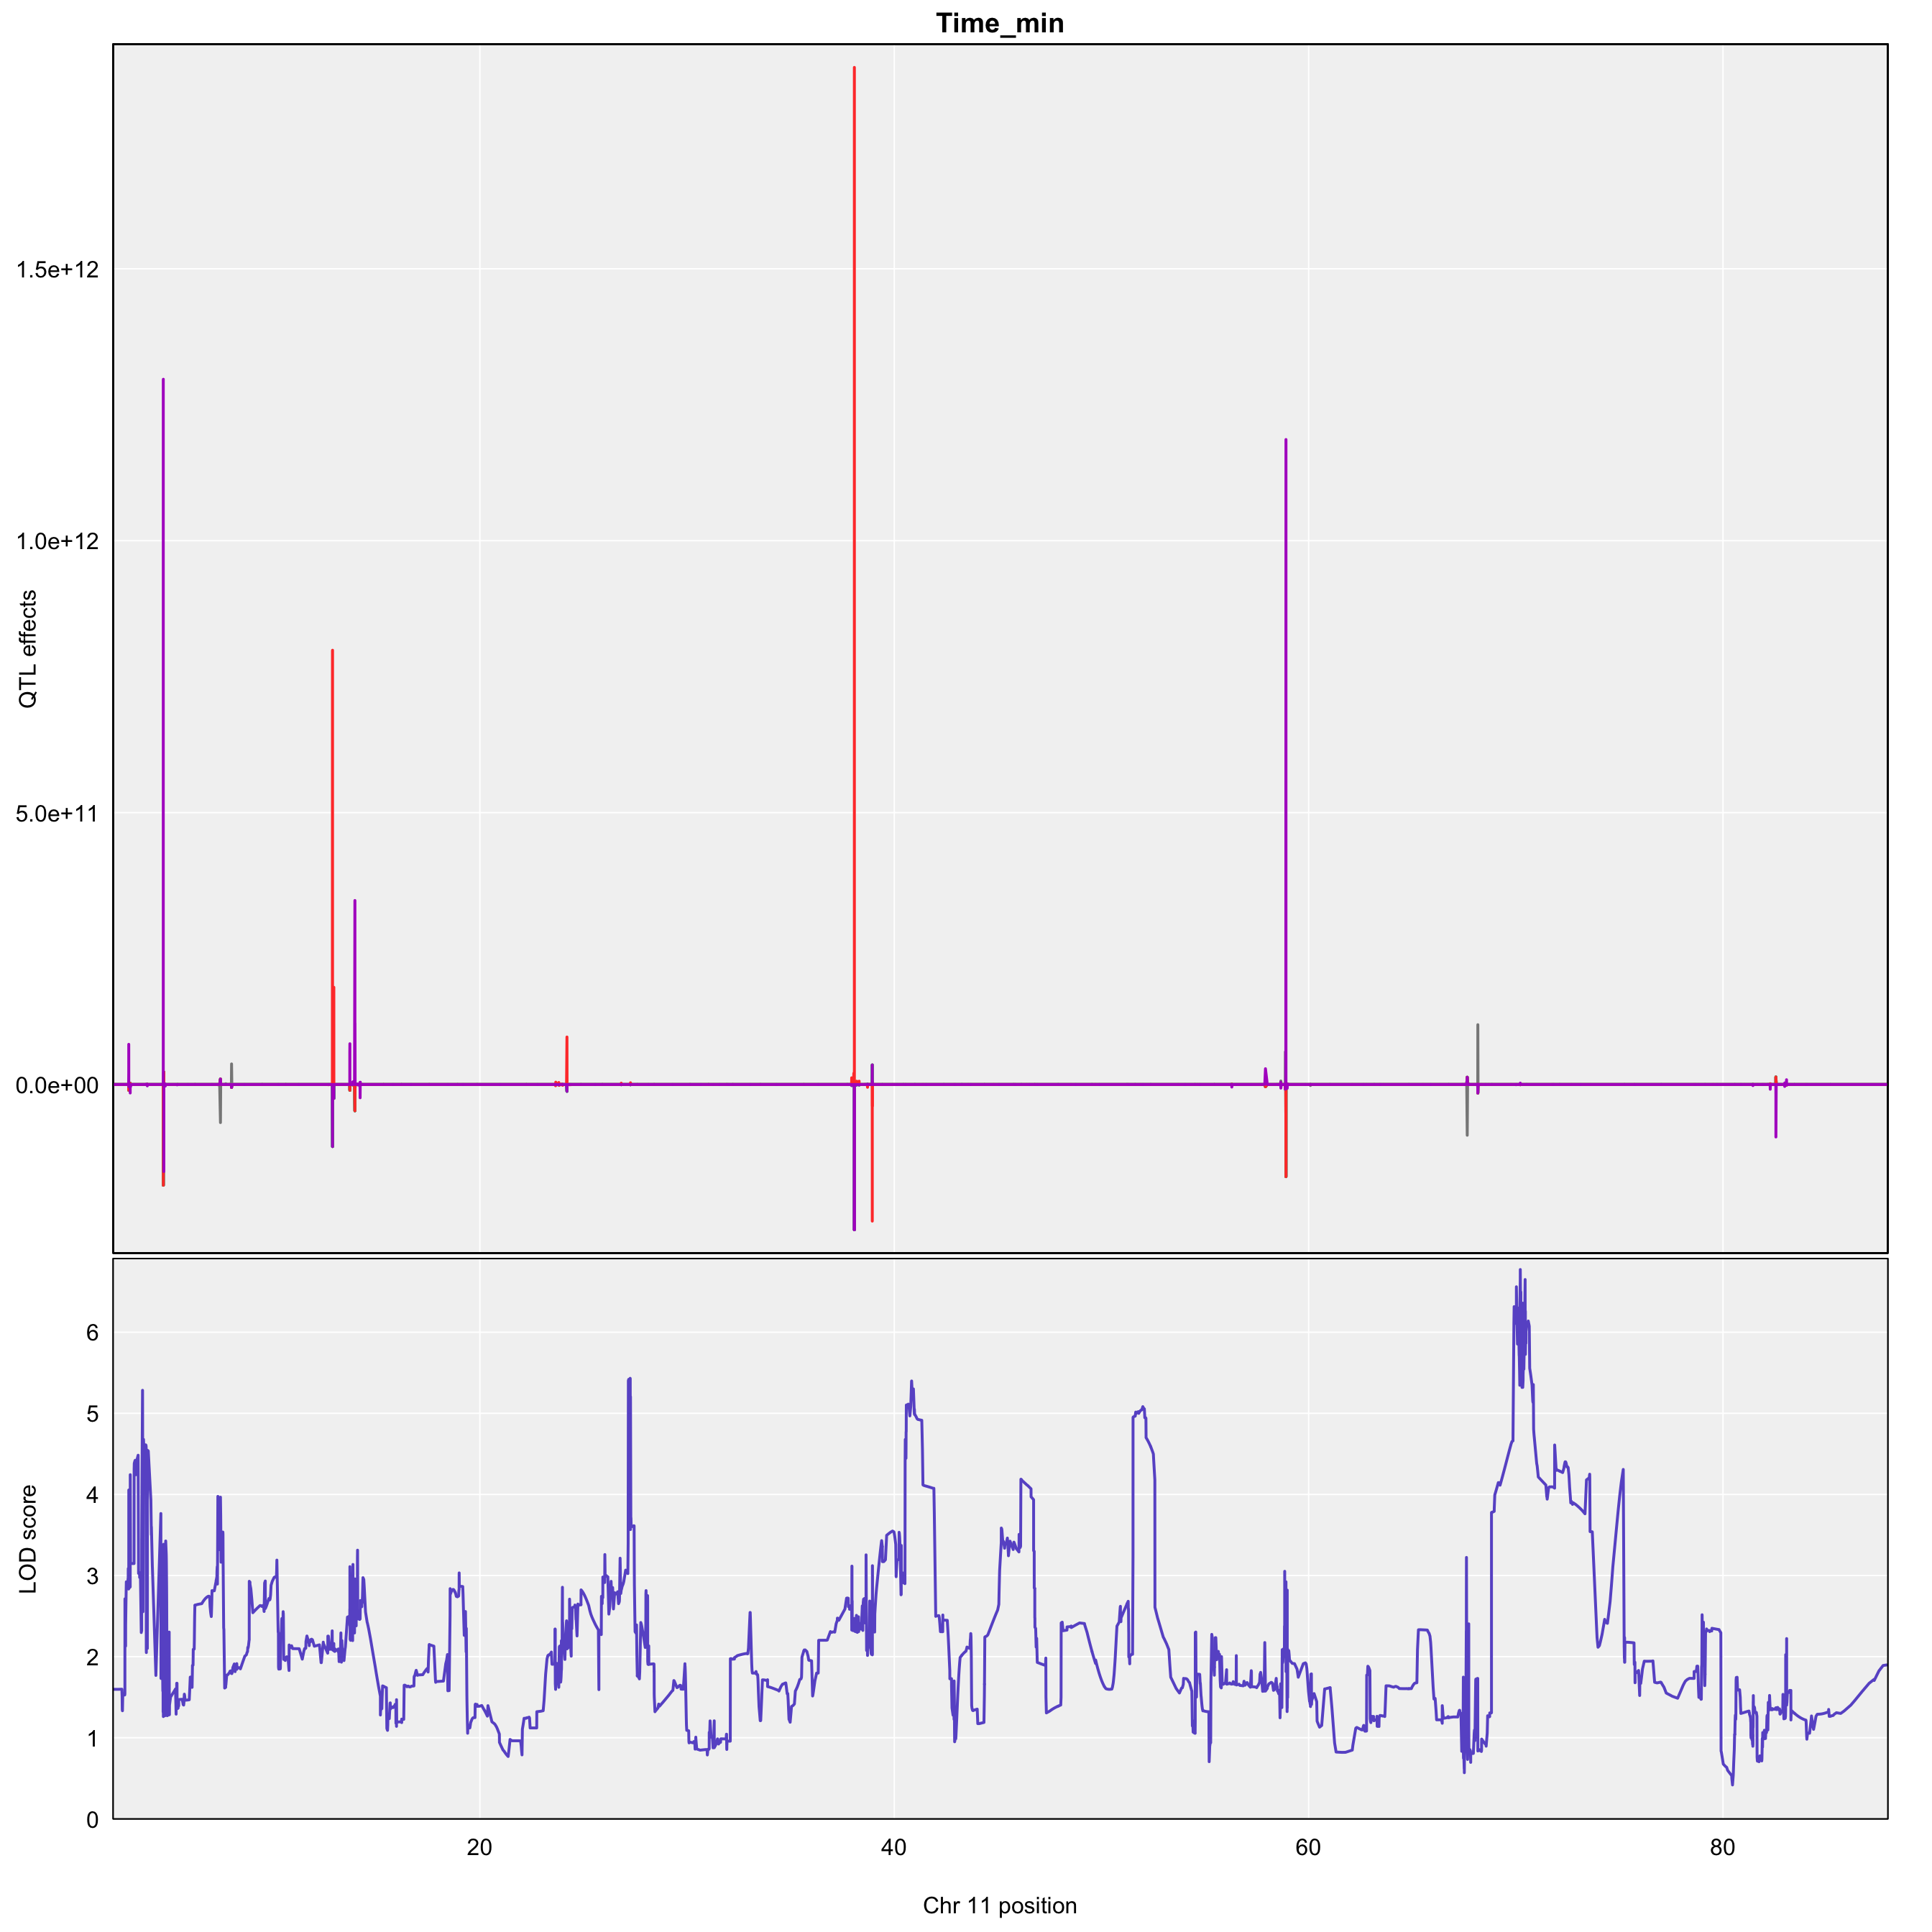 Time_min
1.5e+12
1.0e+12
5.0e+11
0.0e+00
QTL effects
6
5
4
3
2
1
0
LOD score
20 40 60 80
Chr 11 position